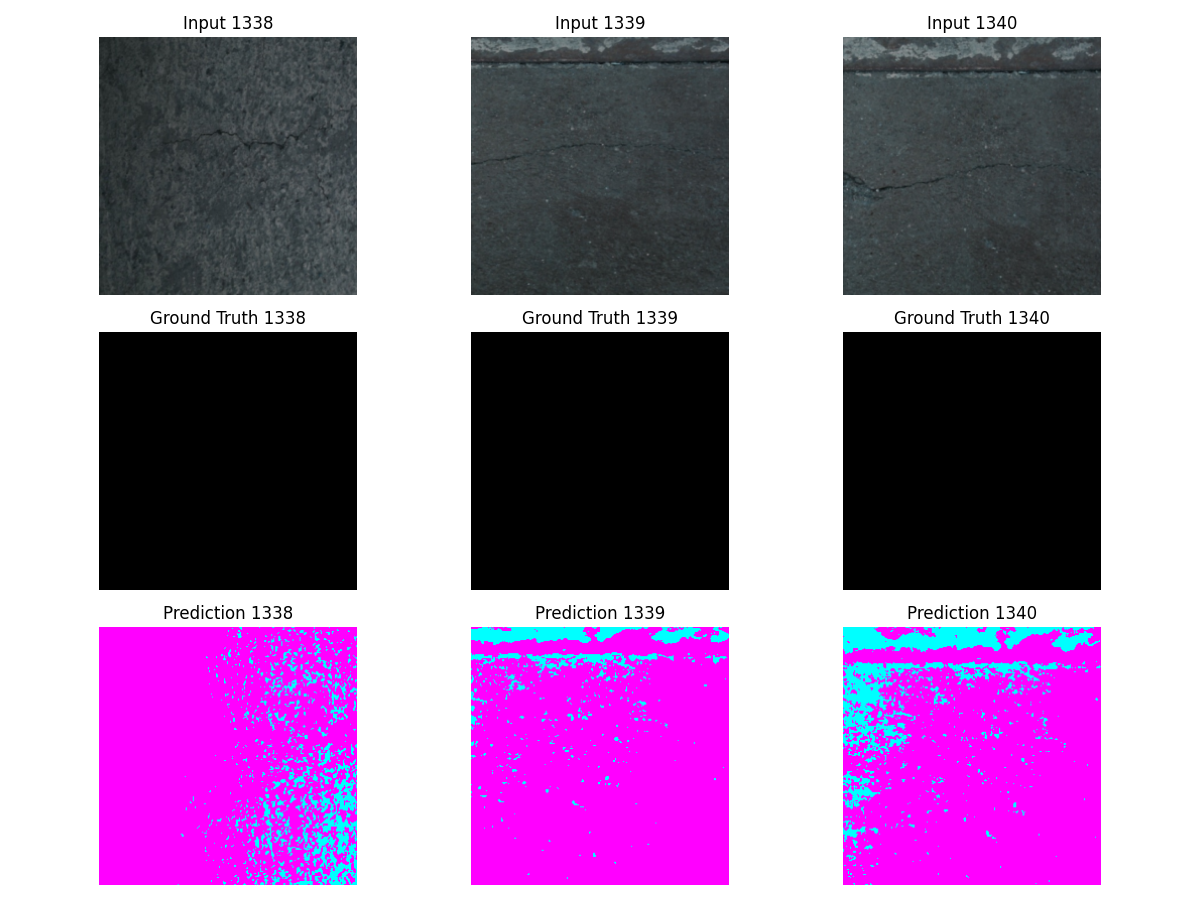 Input 1338
Input 1339
Input 1340
Ground Truth 1338
Ground Truth 1339
Ground Truth 1340
Prediction 1338
Prediction 1339
Prediction 1340